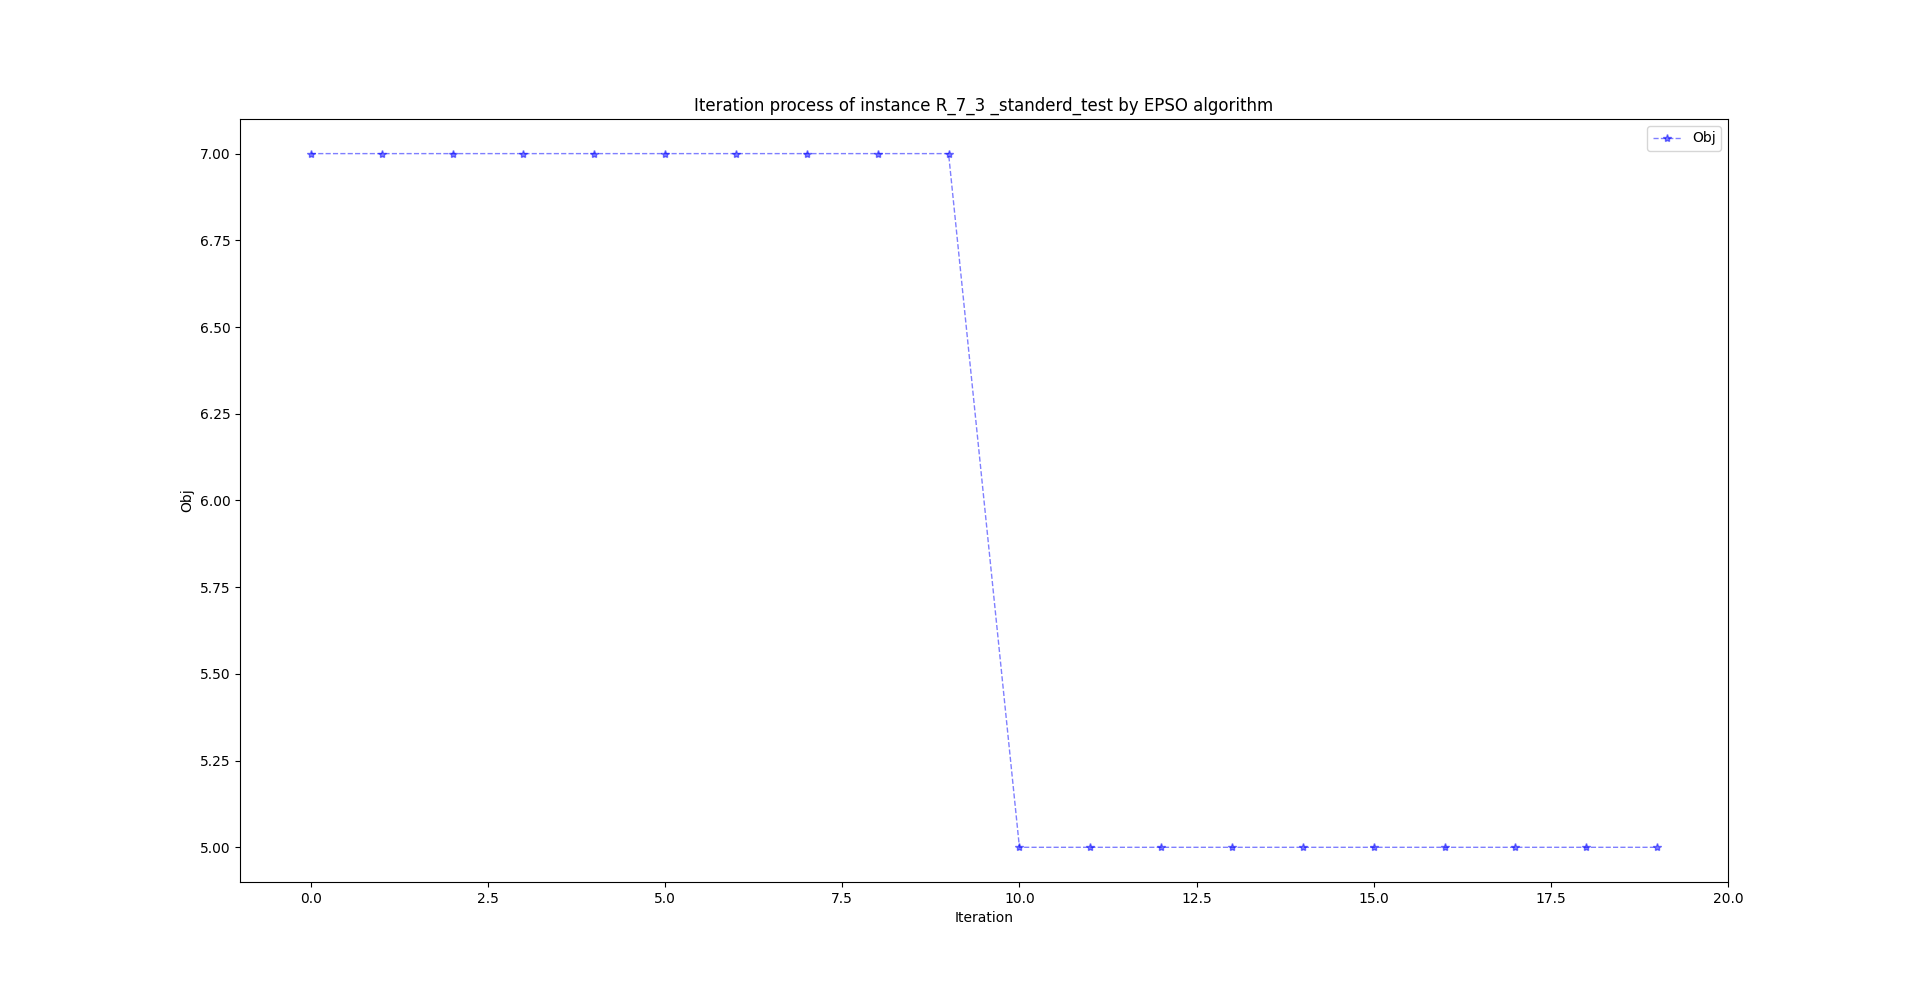 Iteration process of instance R_7_3 _standerd_test by EPSO algorithm
Obj
7.00
6.75
6.50
6.25
6.00
5.75
5.50
5.25
5.00
Obj
0.0 2.5 5.0 7.5 10.0 12.5 15.0 17.5 20.0
Iteration